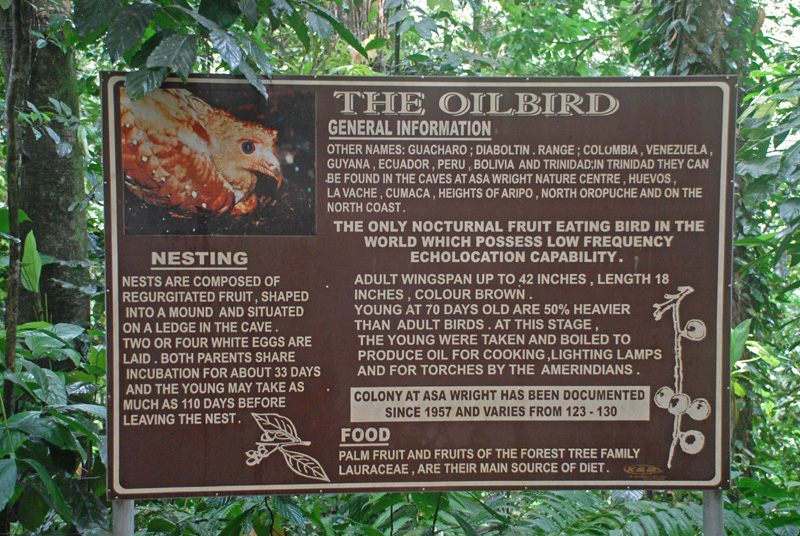 THE OILBIRD
GENERAL INFORMATION
OTHER NAMES: GUACHARO ; DIABOLTIN . RANGE ; COLUMBIA , VENEZUELA ,
GUYANA , ECUADOR , PERU , BOLIVIA AND TRINIDAD;IN TRINIDAD THEY CAN
BE FOUND IN THE CAVES AT ASA WRIGHT NATURE CENTRE , HUEVOS ,
LA VACHE , CUMACA , HEIGHTS OF ARIPO , NORTH OROPUCHE AND ON THE
NORTH COAST .
THE ONLY NOCTURNAL FRUIT EATING BIRD IN THE
WORLD WHICH POSSESS LOW FREQUENCY
ECHOLOCATION CAPABILITY .
NESTING
NESTS ARE COMPOSED OF
REGURGITATED FRUIT , SHAPED
INTO A MOUND AND SITUATED
ON A LEDGE IN THE CAVE .
TWO OR FOUR WHITE EGGS ARE
LAID . BOTH PARENTS SHARE
INCUBATION FOR ABOUT 33 DAYS
AND THE YOUNG MAY TAKE AS
MUCH AS 110 DAYS BEFORE
LEAVING THE NEST .
ADULT WINGSPAN UP TO 42 INCHES , LENGTH 18
INCHES , COLOUR BROWN .
YOUNG AT 70 DAYS OLD ARE 50% HEAVIER
THAN ADULT BIRDS . AT THIS STAGE ,
THE YOUNG WERE TAKEN AND BOILED TO
PRODUCE OIL FOR COOKING ,LIGHTING LAMPS
AND FOR TORCHES BY THE AMERINDIANS .
COLONY AT ASA WRIGHT HAS BEEN DOCUMENTED
SINCE 1957 AND VARIES FROM 123 - 130
FOOD
PALM FRUIT AND FRUITS OF THE FOREST TREE FAMILY
LAURACEAE , ARE THEIR MAIN SOURCE OF DIET .